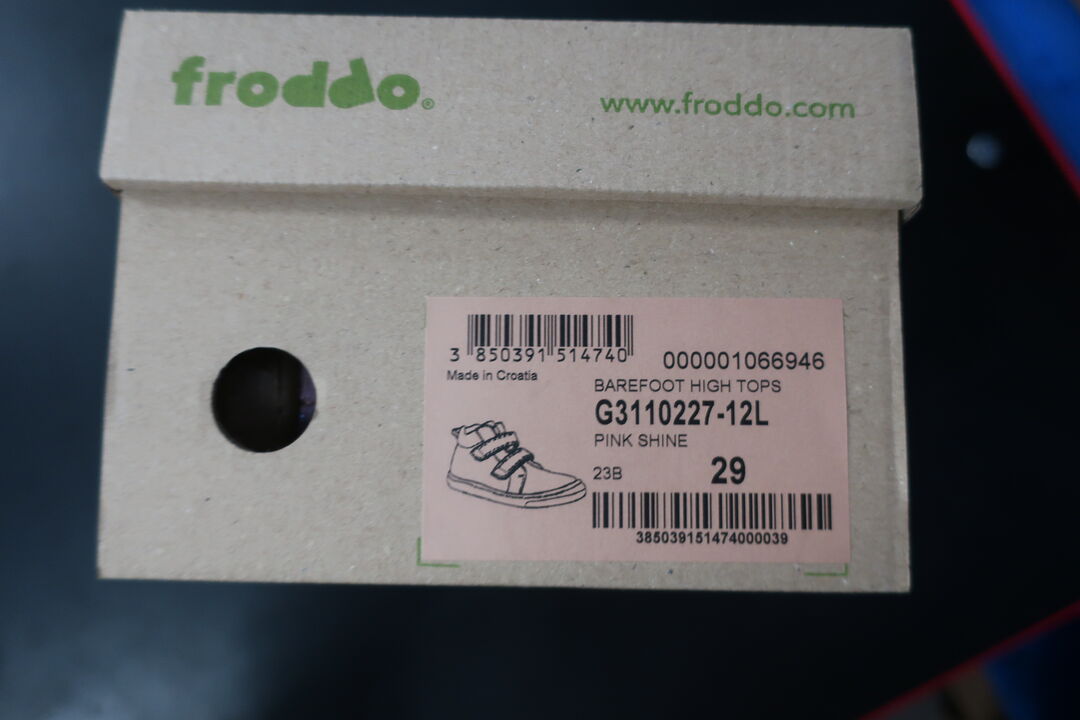 froddo®
www.froddo.com
3 850391 514740
000001066946
Made in Croatia
BAREFOOT HIGH TOPS
G3110227-12L
PINK SHINE
23B 29
385039151474000039